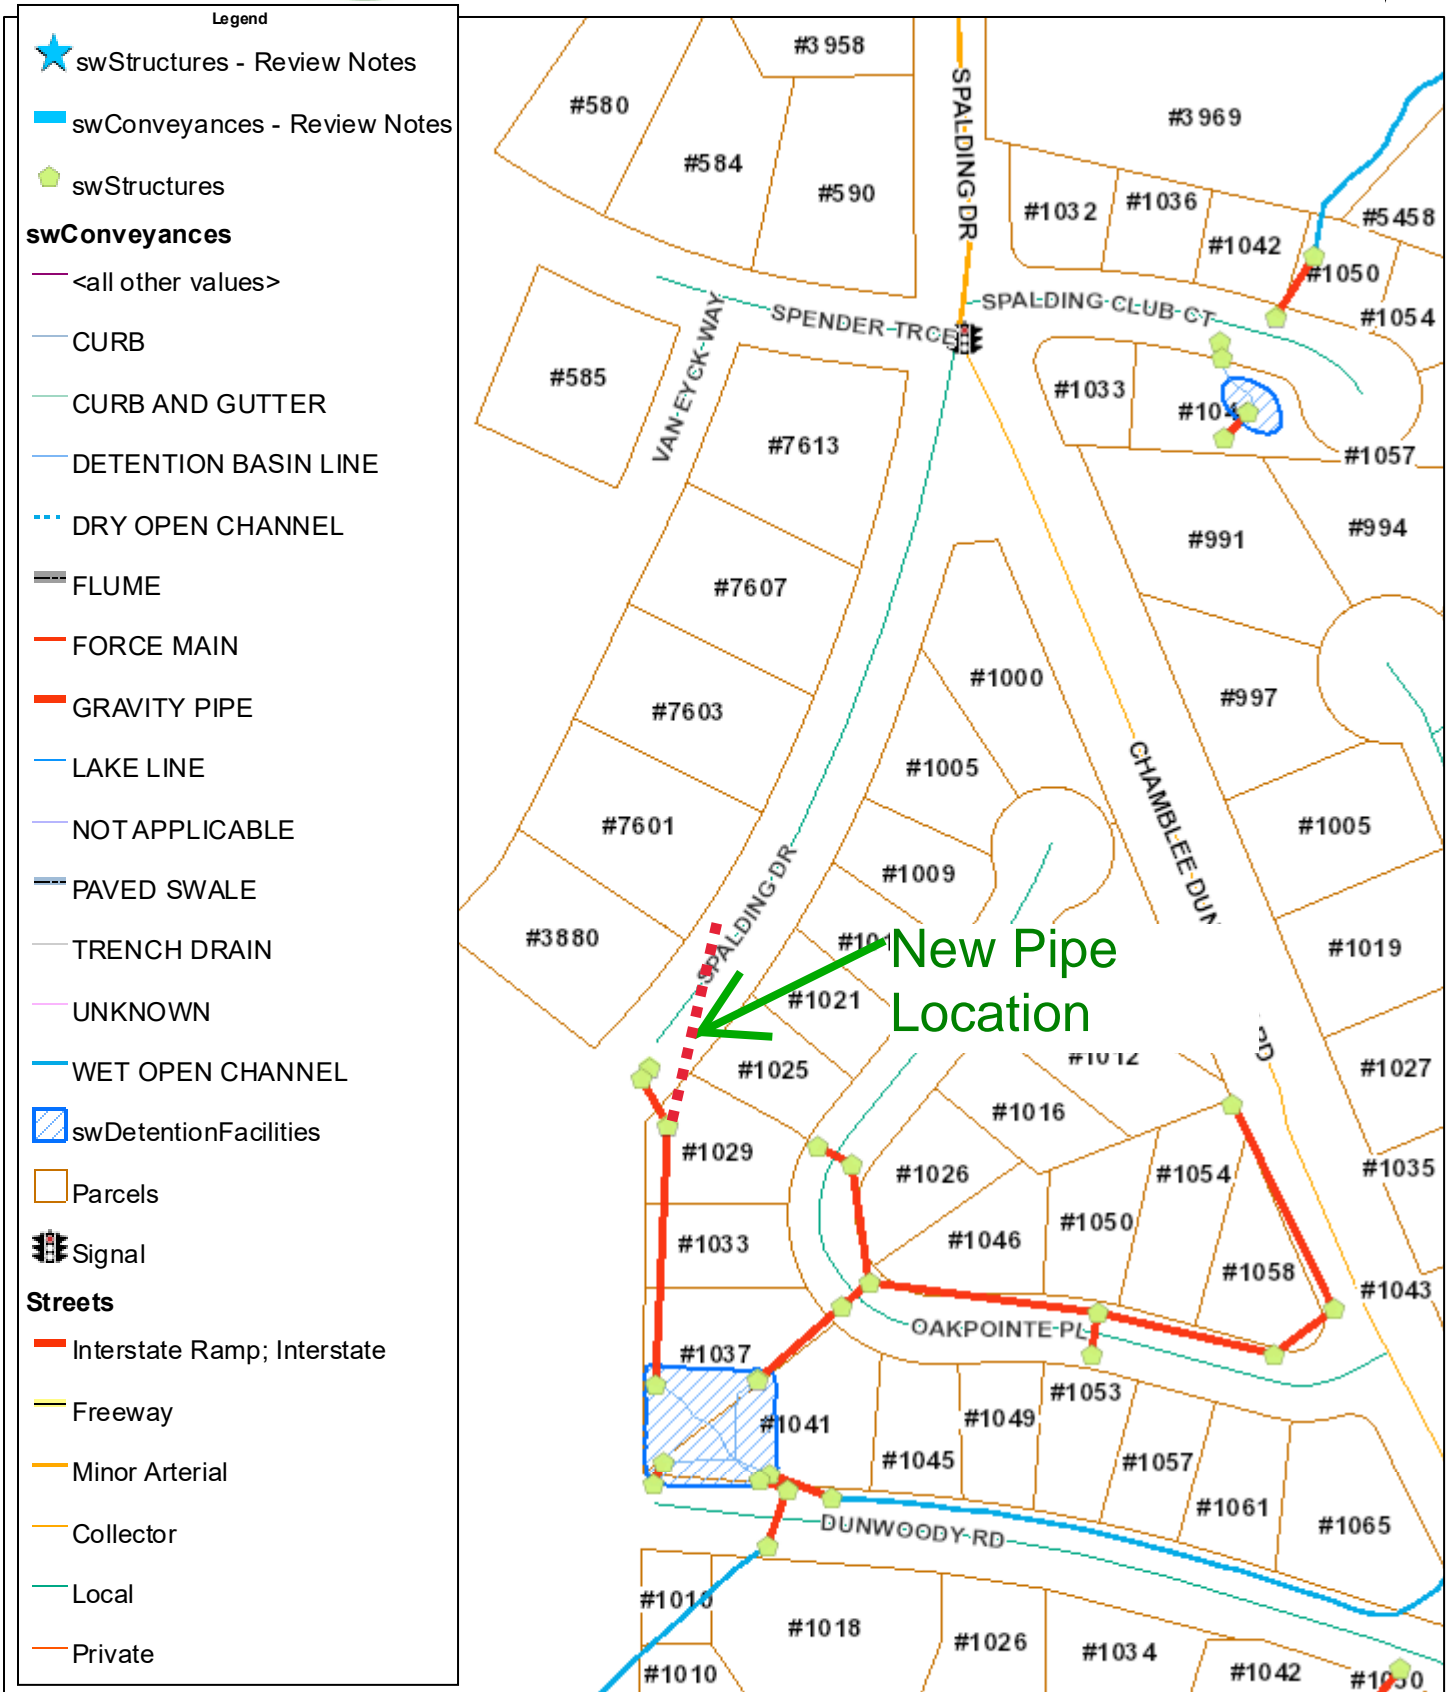 Legend
swStructures - Review Notes
swConveyances - Review Notes
swStructures
swConveyances
<all other values>
CURB
CURB AND GUTTER
DETENTION BASIN LINE
DRY OPEN CHANNEL
FLUME
FORCE MAIN
GRAVITY PIPE
LAKE LINE
NOT APPLICABLE
PAVED SWALE
TRENCH DRAIN
UNKNOWN
WET OPEN CHANNEL
swDetentionFacilities
Parcels
Signal
Streets
Interstate Ramp; Interstate
Freeway
Minor Arterial
Collector
Local
Private
#3958
#580
#584
#590
SPALDING DR
#3969
#1032
#1036
#1042
#5458
#1050
#1054
SPALDING CLUB CT
SPENDER TRCE
VAN EYCK WAY
#585
#1033
#104
#1057
#7613
#991
#994
#7607
#1000
#997
#7603
#1005
CHAMBLEE DUN
RD
#7601
#1005
#1009
SPALDING DR
#3880
#1019
New Pipe
Location
#1021
#1012
#1025
#1027
#1016
#1029
#1026
#1054
#1035
#1050
#1033
#1046
#1058
#1043
OAKPOINTE PL
#1037
#1053
#1041
#1049
#1045
#1057
#1061
#1065
DUNWOODY RD
#1010
#1018
#1026
#1034
#1010
#1042
#1050